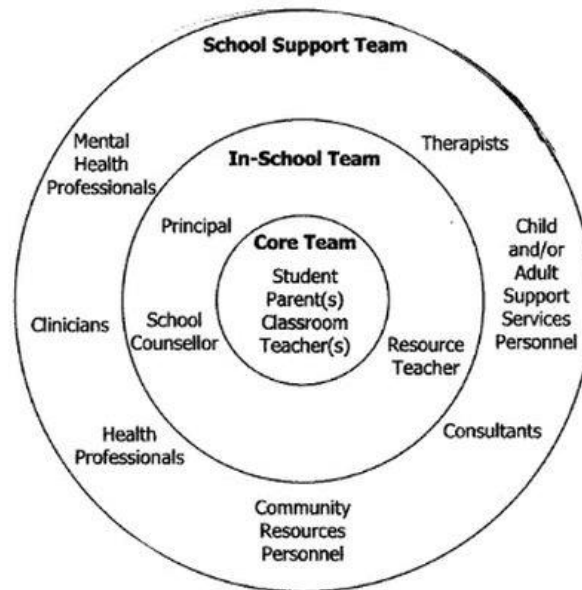 School Support Team
Mental
Health
Professionals
Therapists
In-School Team
Principal
Core Team
Student
Parent(s)
Classroom
Teacher(s)
Child
and/or
Adult
Support
Services
Personnel
Clinicians
School
Counsellor
Resource
Teacher
Health
Professionals
Consultants
Community
Resources
Personnel